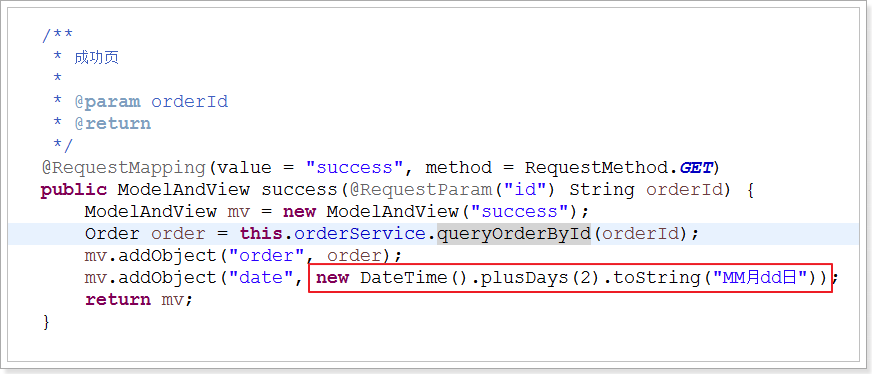 /**
 * 成功页
 *
 * @param orderId
 * @return
 */
@RequestMapping(value = "success", method = RequestMethod.GET)
public ModelAndView success(@RequestParam("id") String orderId) {
    ModelAndView mv = new ModelAndView("success");
    Order order = this.orderService.queryOrderById(orderId);
    mv.addObject("order", order);
    mv.addObject("date", new DateTime().plusDays(2).toString("MM月dd日"));
    return mv;
}